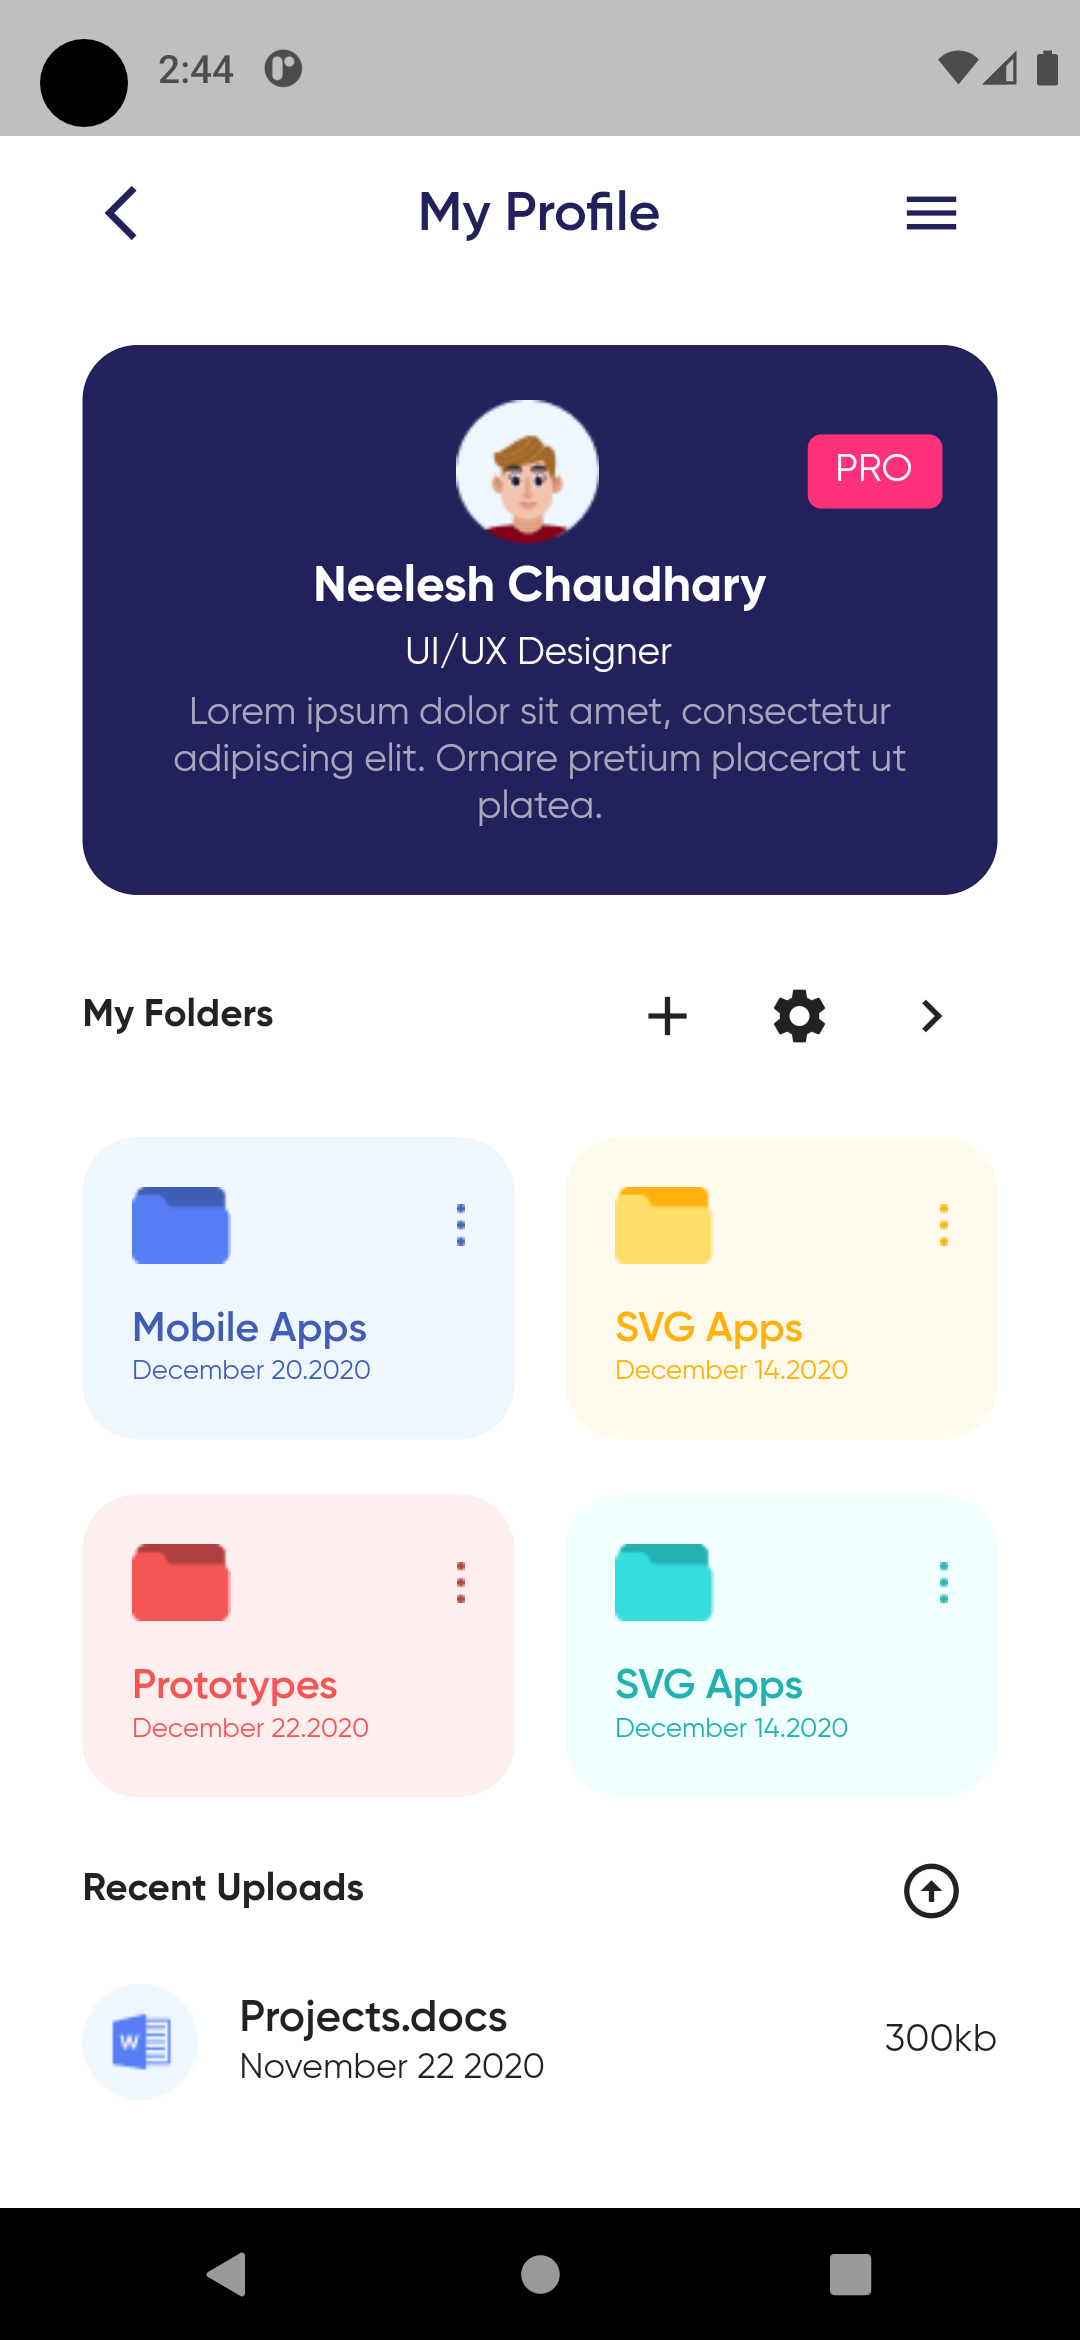 2:44
My Profile
PRO
Neelesh Chaudhary
UI/UX Designer
Lorem ipsum dolor sit amet, consectetur
adipiscing elit. Ornare pretium placerat ut
platea.
My Folders
Mobile Apps
December 20.2020
SVG Apps
December 14.2020
Prototypes
December 22.2020
SVG Apps
December 14.2020
Recent Uploads
W
Projects.docs
November 22 2020
300kb